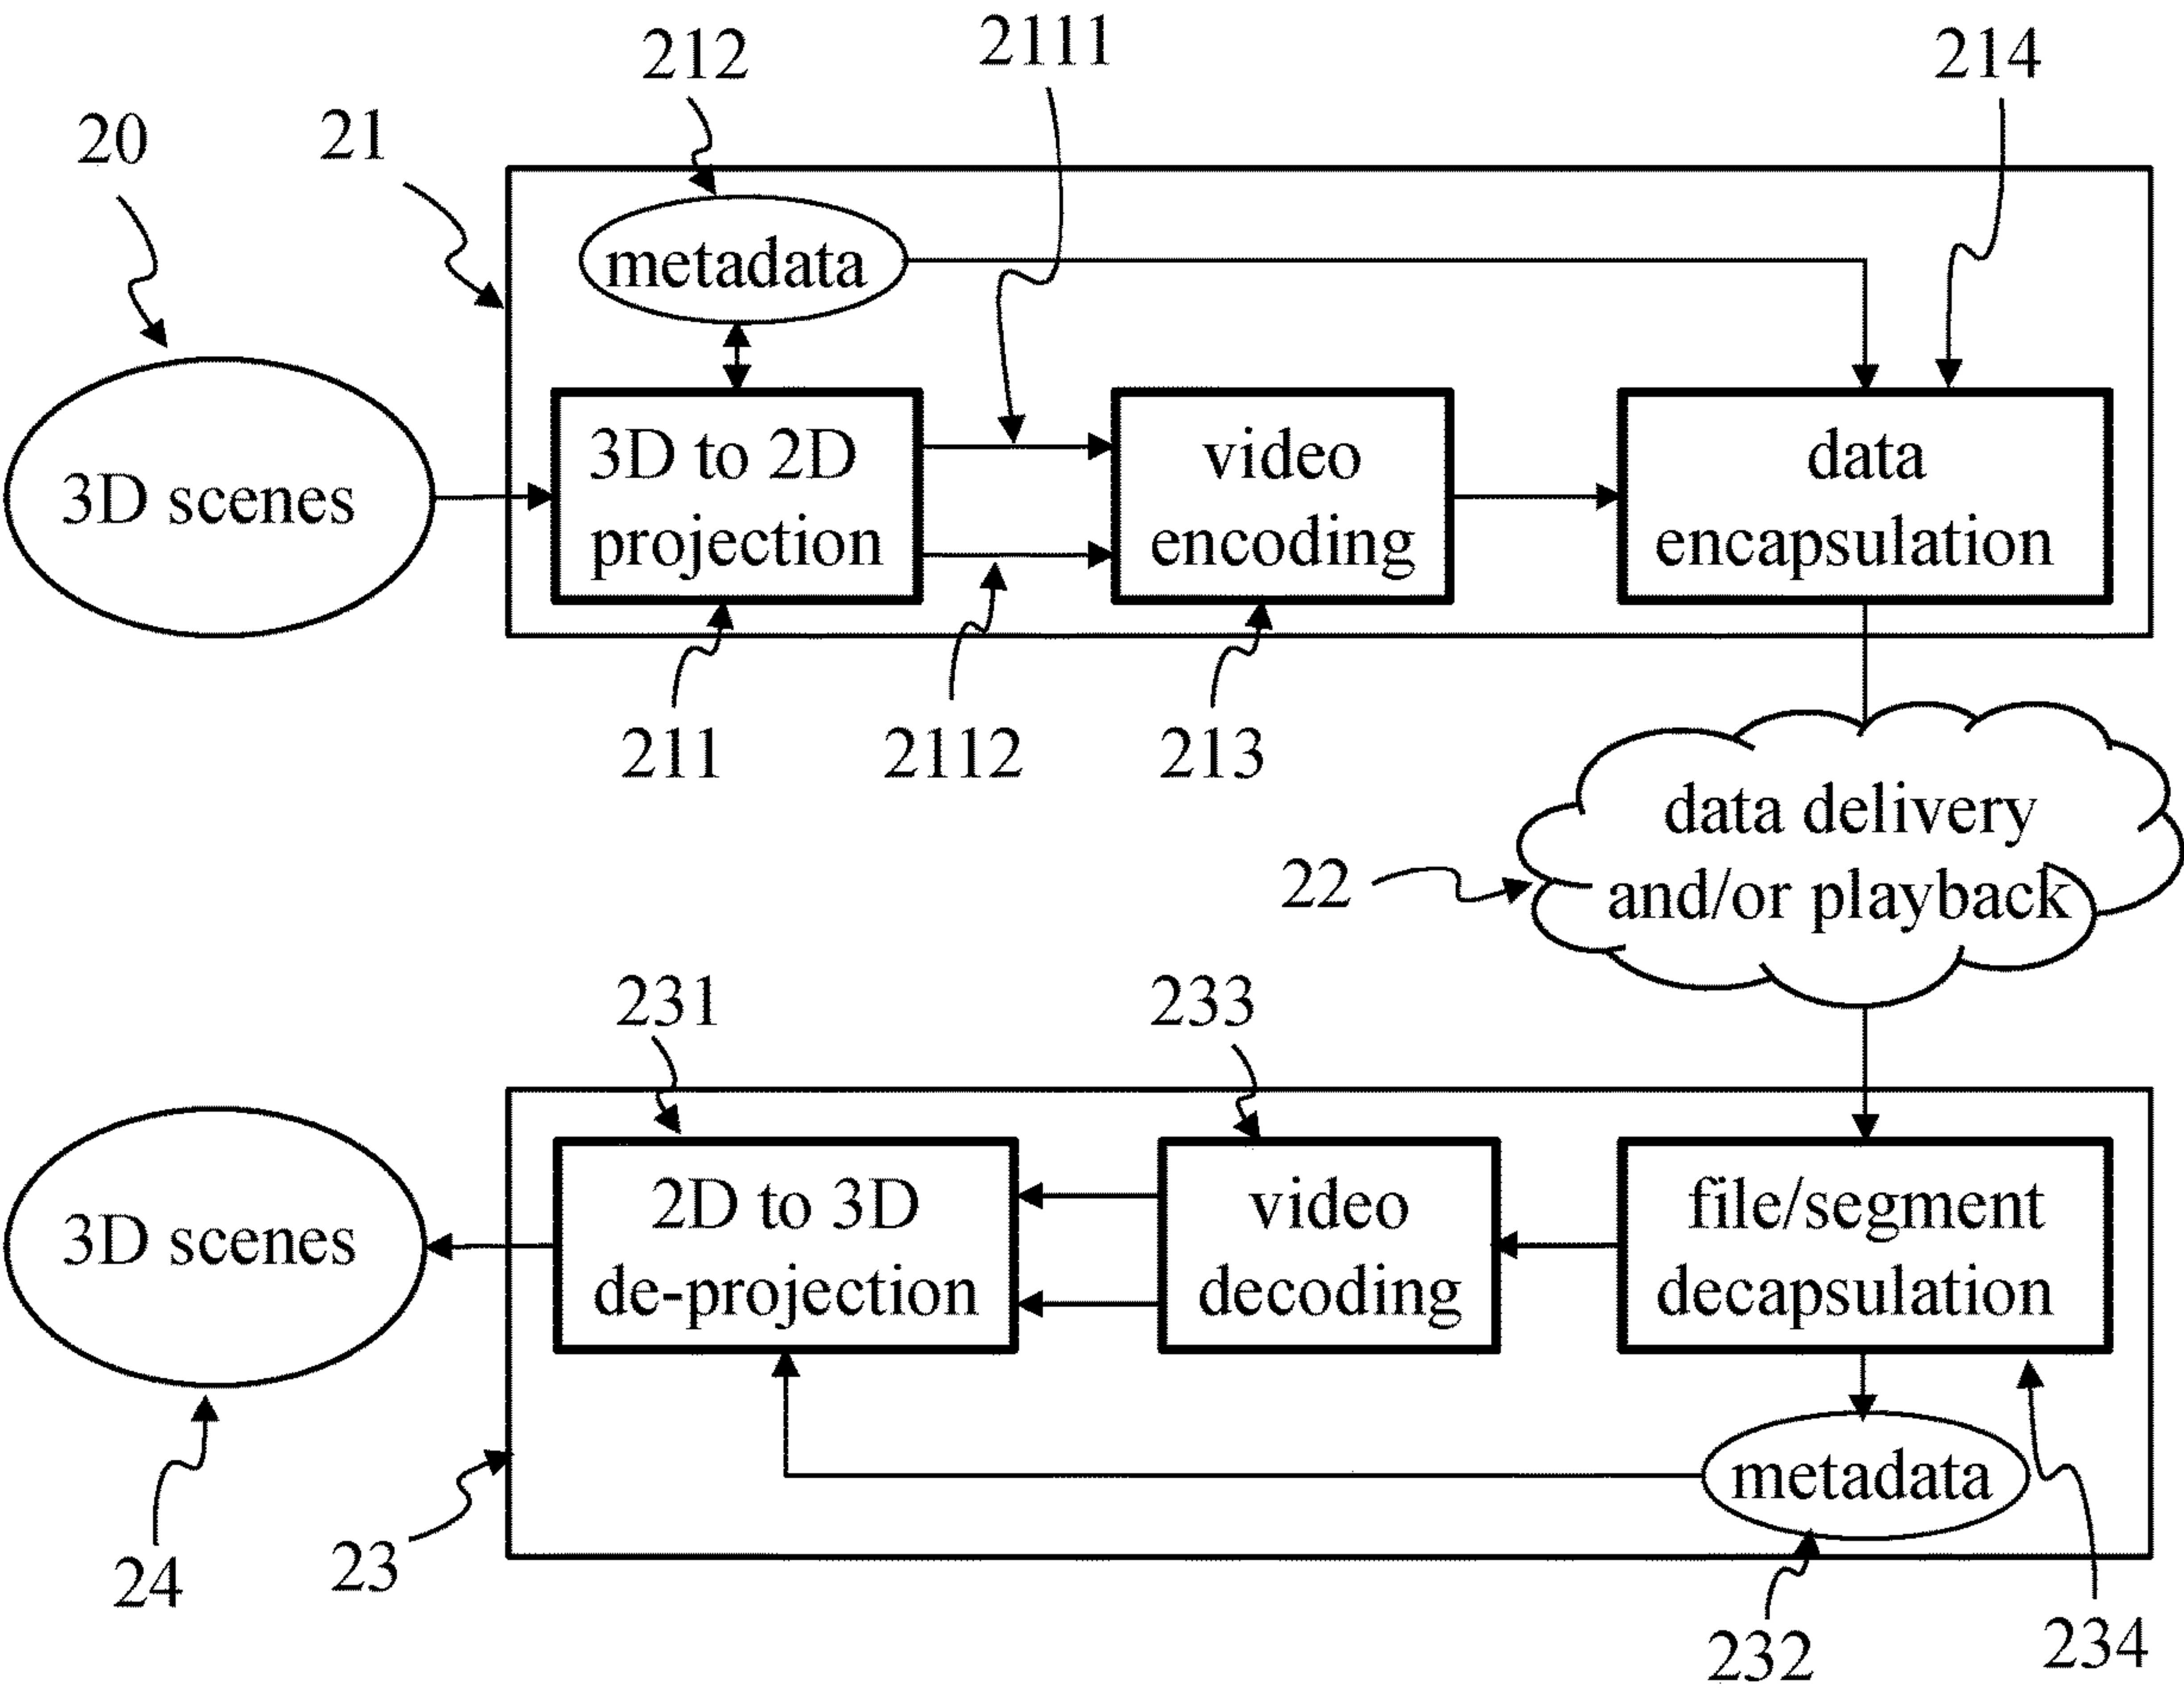 212
2111
214
20
21
metadata
3D scenes
3D to 2D
projection
video
encoding
data
encapsulation
211
2112
213
data delivery
and/or playback
22
231
233
3D scenes
2D to 3D
de-projection
video
decoding
file/segment
decapsulation
metadata
24
23
232
234